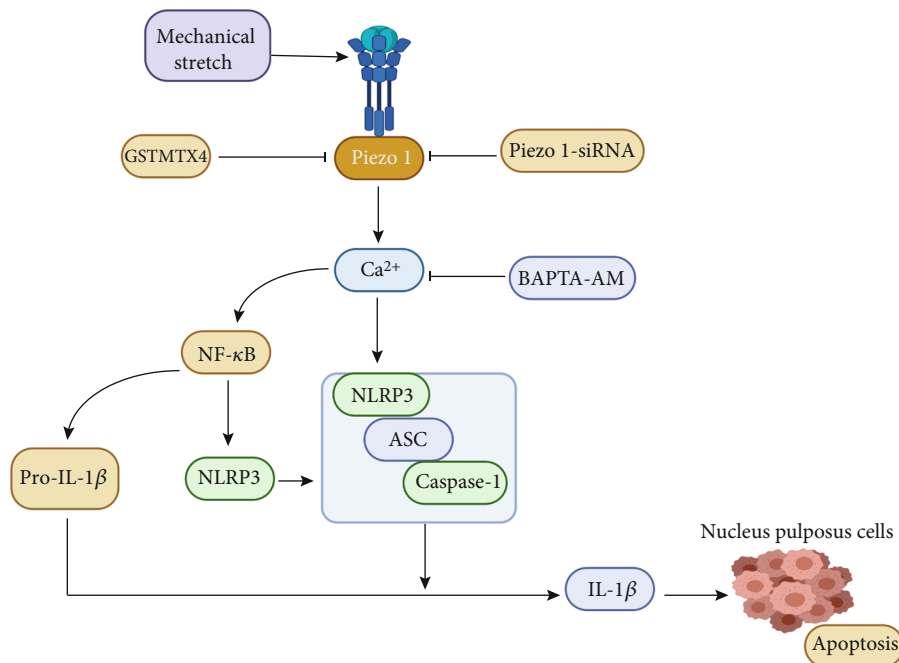 Mechanical
stretch
GSTMTX4
Piezo 1
Piezo 1-siRNA
Ca²⁺
BAPTA-AM
NF-κB
NLRP3
ASC
Caspase-1
Pro-IL-1β
NLRP3
Nucleus pulposus cells
IL-1β
Apoptosis